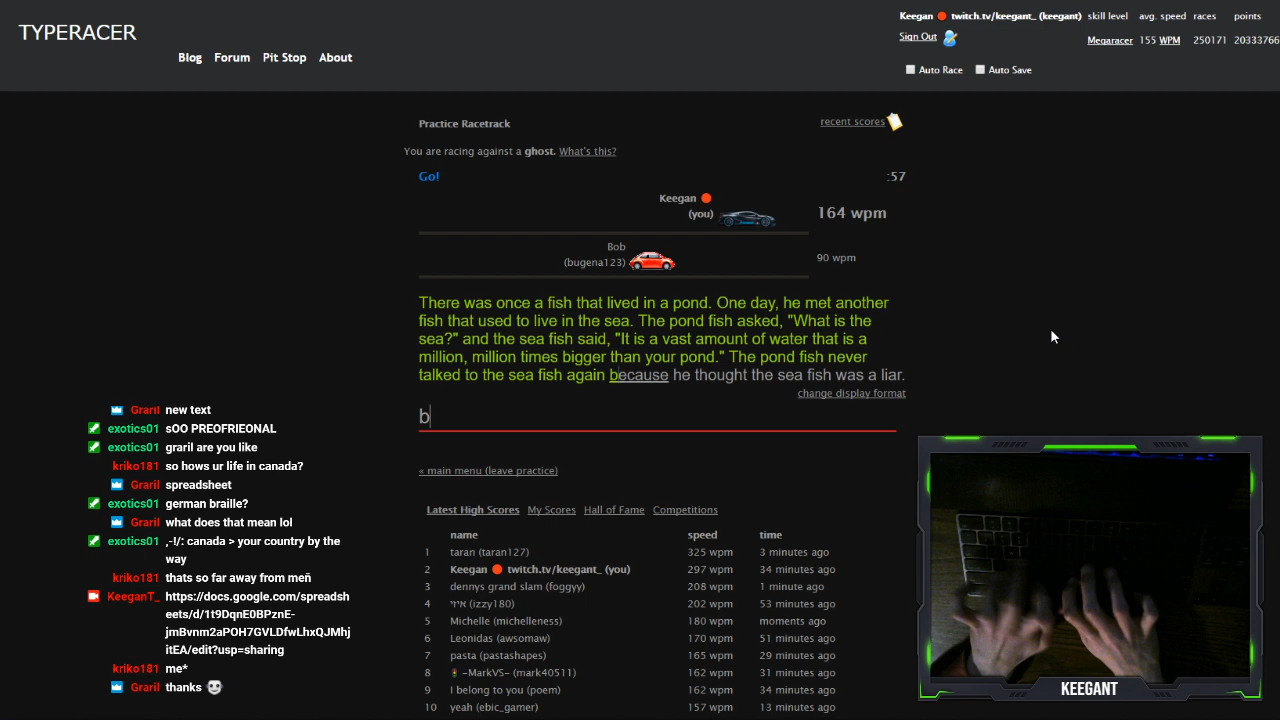 TYPERACER
Blog Forum Pit Stop About
Keegan twitch.tv/keegant_ (keegant) skill level avg. speed races points
Sign Out Megaracer 155 WPM 250171 20333766
Auto Race Auto Save
Practice Racetrack recent scores
You are racing against a ghost. What's this?
Go! :57
Keegan
(you) 164 wpm
Bob
(bugena123) 90 wpm
There was once a fish that lived in a pond. One day, he met another
fish that used to live in the sea. The pond fish asked, "What is the
sea?" and the sea fish said, "It is a vast amount of water that is a
million, million times bigger than your pond." The pond fish never
talked to the sea fish again because he thought the sea fish was a liar.
change display format
b
« main menu (leave practice)
Latest High Scores My Scores Hall of Fame Competitions
name speed time
1 taran (taran127) 325 wpm 3 minutes ago
2 Keegan twitch.tv/keegant_ (you) 297 wpm 34 minutes ago
3 dennys grand slam (foggyy) 208 wpm 1 minute ago
4 (izzy180) 202 wpm 53 minutes ago
5 Michelle (michelleness) 180 wpm moments ago
6 Leonidas (awsomaw) 170 wpm 51 minutes ago
7 pasta (pastashapes) 165 wpm 29 minutes ago
8 -MarkVS- (mark40511) 162 wpm 31 minutes ago
9 I belong to you (poem) 162 wpm 34 minutes ago
10 yeah (ebic_gamer) 157 wpm 13 minutes ago
Graril new text
exotics01 sOO PREOFRIEONAL
exotics01 graril are you like
kriko181 so hows ur life in canada?
Graril spreadsheet
exotics01 german braille?
Graril what does that mean lol
exotics01 ,-I/: canada > your country by the
way
kriko181 thats so far away from meñ
KeeganT_ https://docs.google.com/spreadsh
eets/d/1t9DqnE0BPznE-
jmBvnm2aPOH7GVLDfwLhxQJMhj
itEA/edit?usp=sharing
kriko181 me*
Graril thanks
KEEGANT